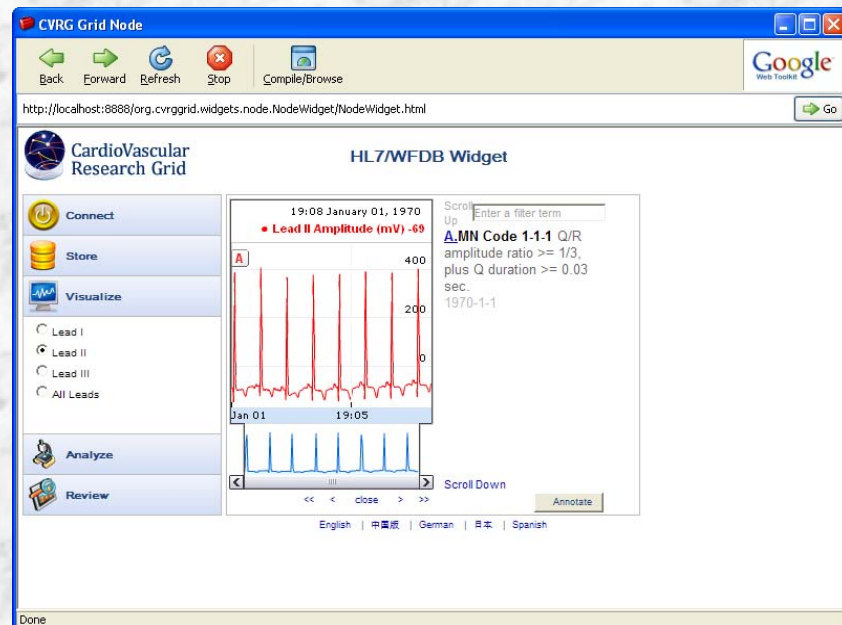 CVRG Grid Node
Back Forward Refresh Stop Compile/Browse
Google
Web Toolkit
http://localhost:8888/org.cvrggrid.widgets.node.NodeWidget/NodeWidget.html
Go
CardioVascular
Research Grid
HL7/WFDB Widget
Connect
Store
Visualize
Lead I
Lead II
Lead III
All Leads
Analyze
Review
19:08 January 01, 1970
• Lead II Amplitude (mV) -69
A
400
200
0
Jan 01 19:05
<< < close > >>
Scroll
Up
Enter a filter term
A.MN Code 1-1-1 Q/R
amplitude ratio >= 1/3,
plus Q duration >= 0.03
sec.
1970-1-1
Scroll Down
Annotate
English | 中国版 | German | 日本 | Spanish
Done